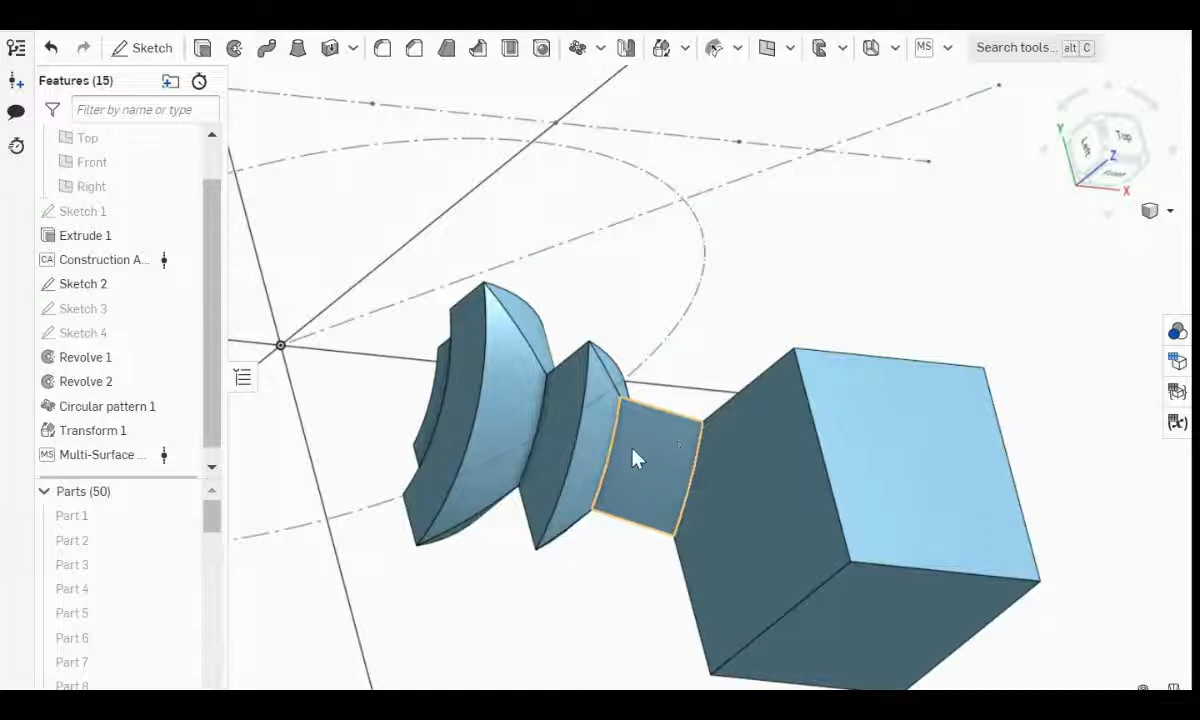 Sketch
MS
Search tools... alt C
Features (15)
Filter by name or type
Top
Front
Right
Sketch 1
Extrude 1
CA Construction A...
Sketch 2
Sketch 3
Sketch 4
Revolve 1
Revolve 2
Circular pattern 1
Transform 1
MS Multi-Surface ...
Parts (50)
Part 1
Part 2
Part 3
Part 4
Part 5
Part 6
Part 7
Part 8
Y
Left
Top
Z
Front
X
(x)